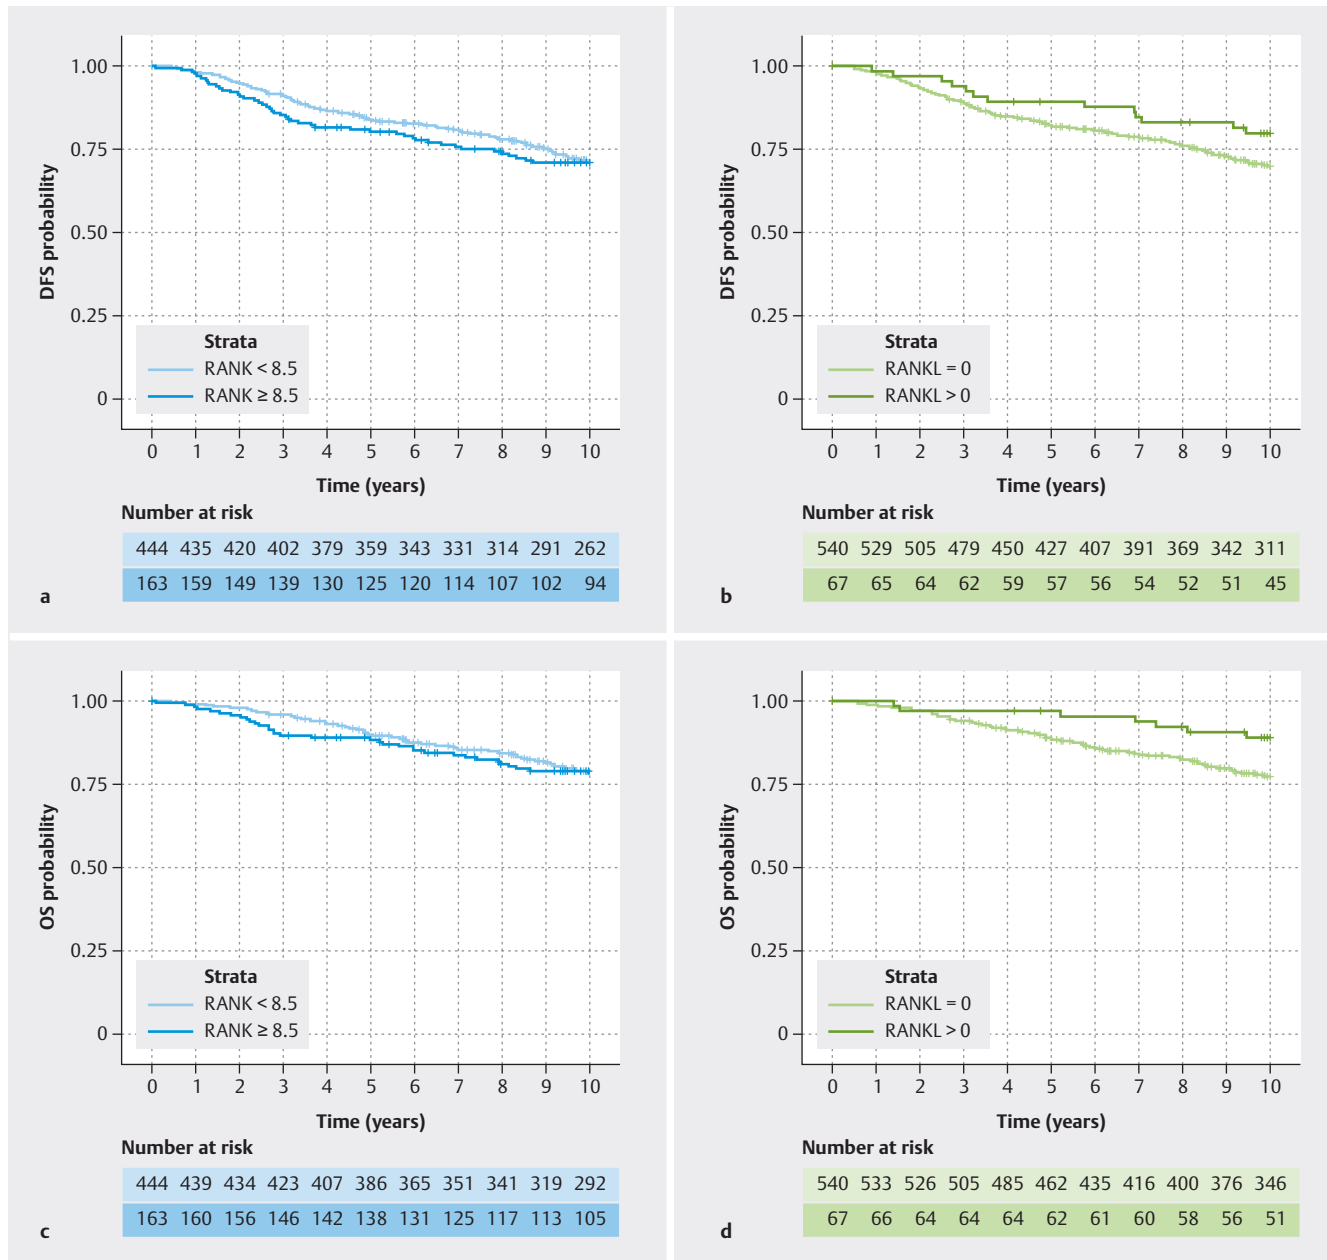 1.00
0.75
0.50
0.25
0
DFS probability
Strata
RANK < 8.5
RANK ≥ 8.5
0 1 2 3 4 5 6 7 8 9 10
Time (years)
Number at risk
444 435 420 402 379 359 343 331 314 291 262
163 159 149 139 130 125 120 114 107 102 94
a
1.00
0.75
0.50
0.25
0
DFS probability
Strata
RANKL = 0
RANKL > 0
0 1 2 3 4 5 6 7 8 9 10
Time (years)
Number at risk
540 529 505 479 450 427 407 391 369 342 311
67 65 64 62 59 57 56 54 52 51 45
b
1.00
0.75
0.50
0.25
0
OS probability
Strata
RANK < 8.5
RANK ≥ 8.5
0 1 2 3 4 5 6 7 8 9 10
Time (years)
Number at risk
444 439 434 423 407 386 365 351 341 319 292
163 160 156 146 142 138 131 125 117 113 105
c
1.00
0.75
0.50
0.25
0
OS probability
Strata
RANKL = 0
RANKL > 0
0 1 2 3 4 5 6 7 8 9 10
Time (years)
Number at risk
540 533 526 505 485 462 435 416 400 376 346
67 66 64 64 64 62 61 60 58 56 51
d